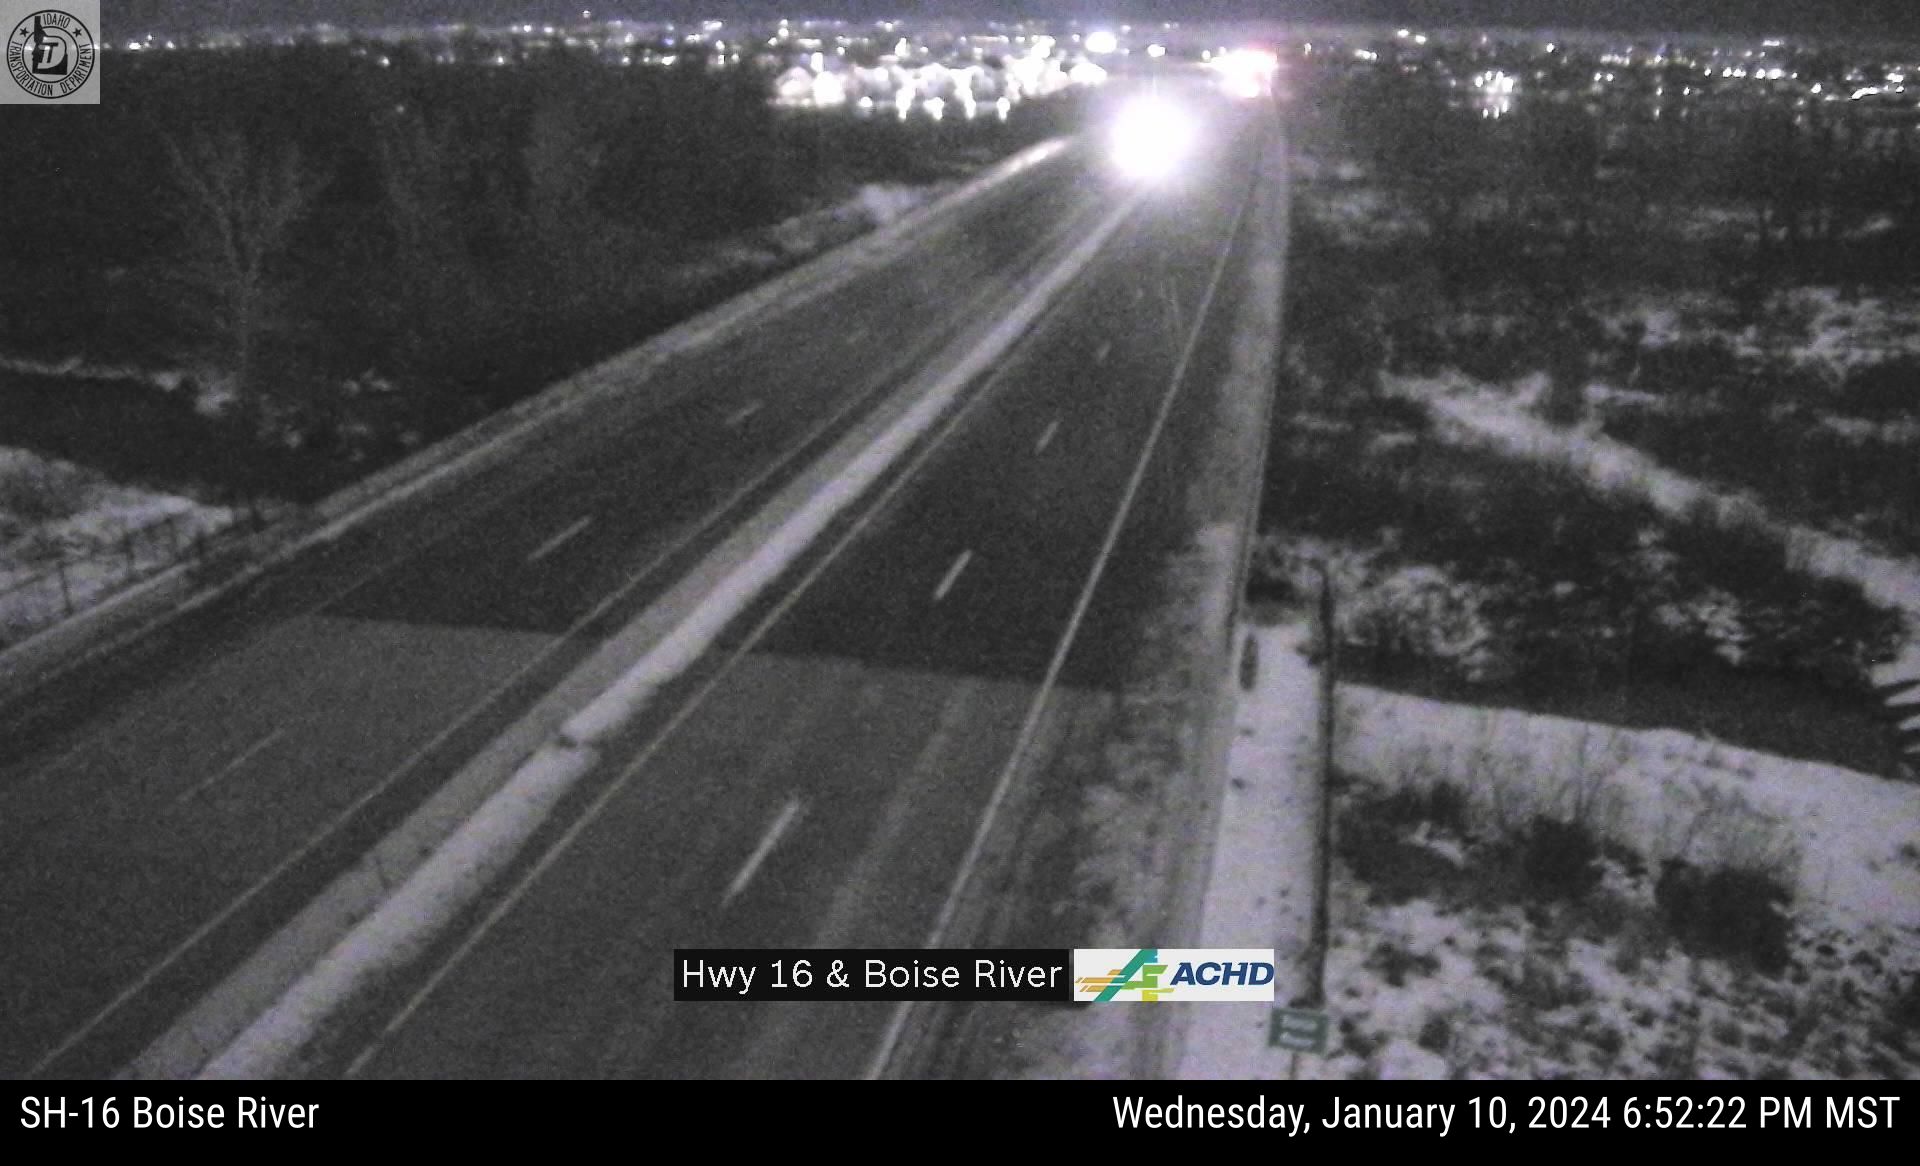 IDAHO
TRANSPORTATION DEPARTMENT
Hwy 16 & Boise River
ACHD
SH-16 Boise River
Wednesday, January 10, 2024 6:52:22 PM MST